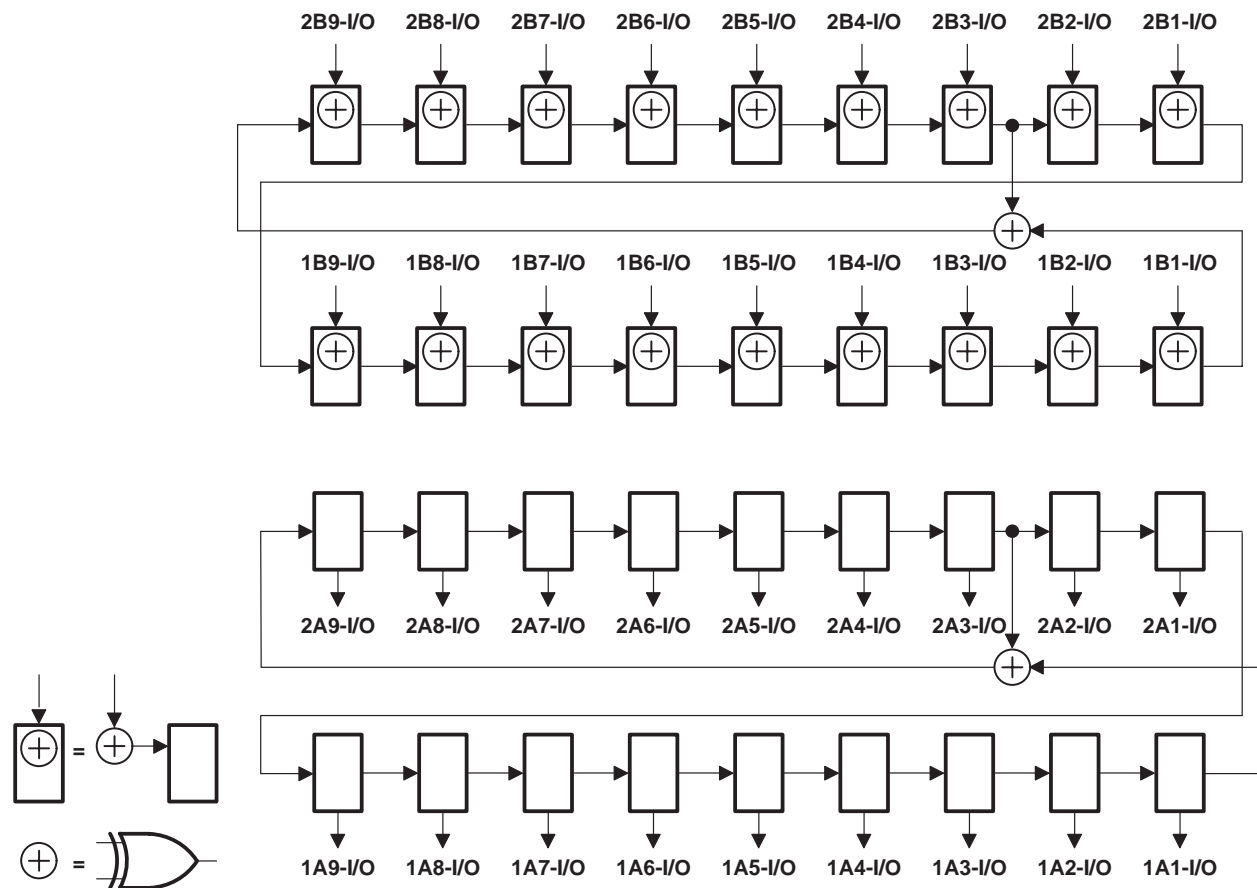 2B9-I/O 2B8-I/O 2B7-I/O 2B6-I/O 2B5-I/O 2B4-I/O 2B3-I/O 2B2-I/O 2B1-I/O
1B9-I/O 1B8-I/O 1B7-I/O 1B6-I/O 1B5-I/O 1B4-I/O 1B3-I/O 1B2-I/O 1B1-I/O
2A9-I/O 2A8-I/O 2A7-I/O 2A6-I/O 2A5-I/O 2A4-I/O 2A3-I/O 2A2-I/O 2A1-I/O
=
=
1A9-I/O 1A8-I/O 1A7-I/O 1A6-I/O 1A5-I/O 1A4-I/O 1A3-I/O 1A2-I/O 1A1-I/O